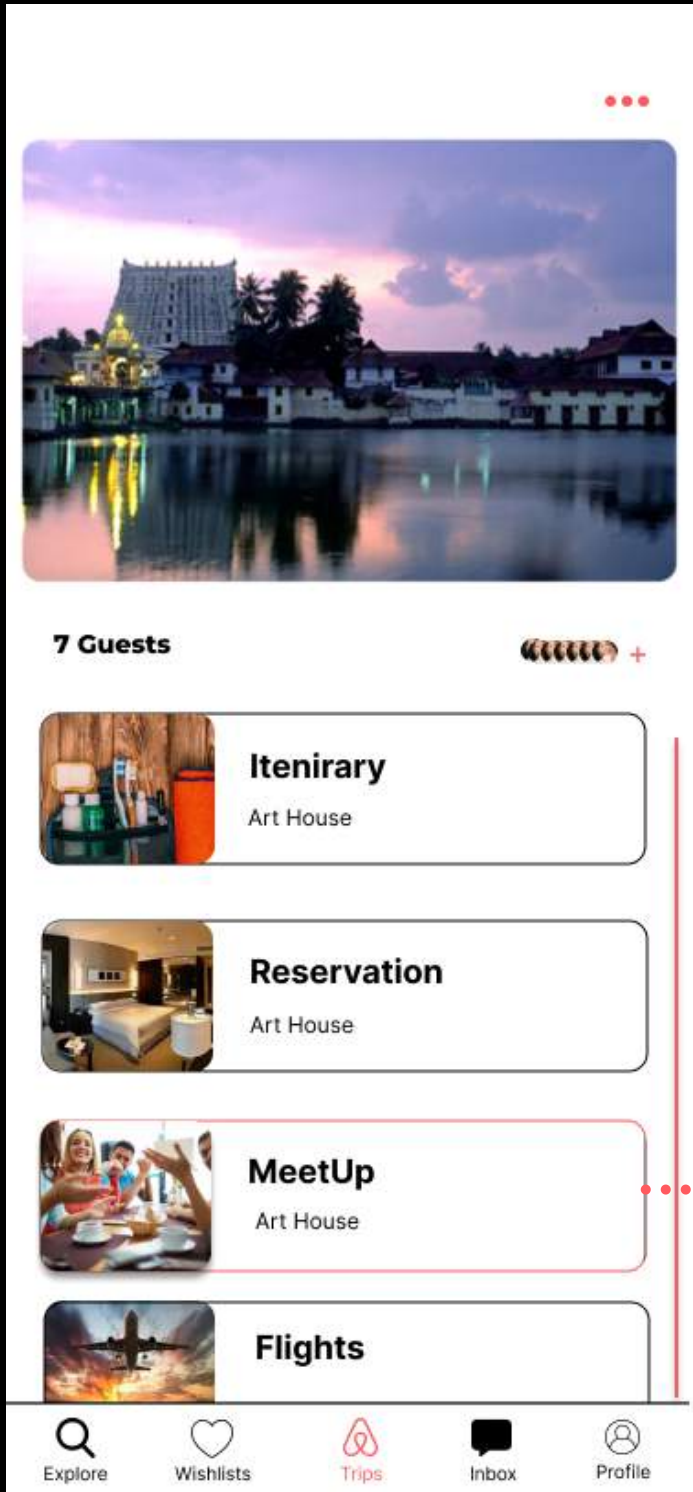 7 Guests
+
Itenirary
Art House
Reservation
Art House
MeetUp
Art House
Flights
Explore
Wishlists
Trips
Inbox
Profile